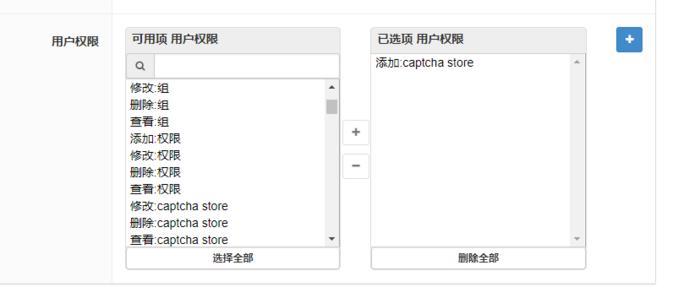 用户权限
可用项 用户权限
修改:组
删除:组
查看:组
添加:权限
修改:权限
删除:权限
查看:权限
修改:captcha store
删除:captcha store
查看:captcha store
选择全部
+
−
已选项 用户权限
添加:captcha store
删除全部
+